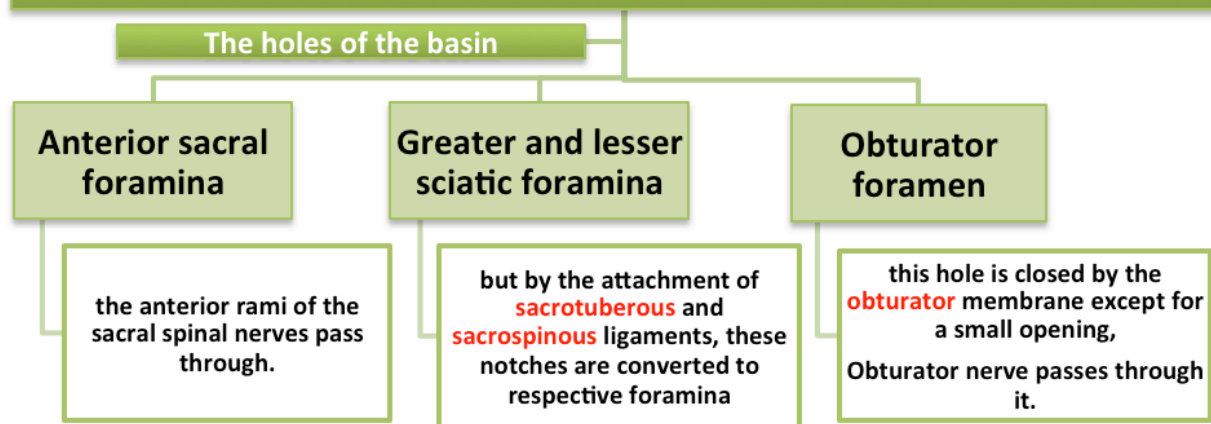 The holes of the basin
Anterior sacral
foramina
the anterior rami of the
sacral spinal nerves pass
through.
Greater and lesser
sciatic foramina
but by the attachment of
sacrotuberous and
sacrospinous ligaments, these
notches are converted to
respective foramina
Obturator
foramen
this hole is closed by the
obturator membrane except for
a small opening,
Obturator nerve passes through
it.